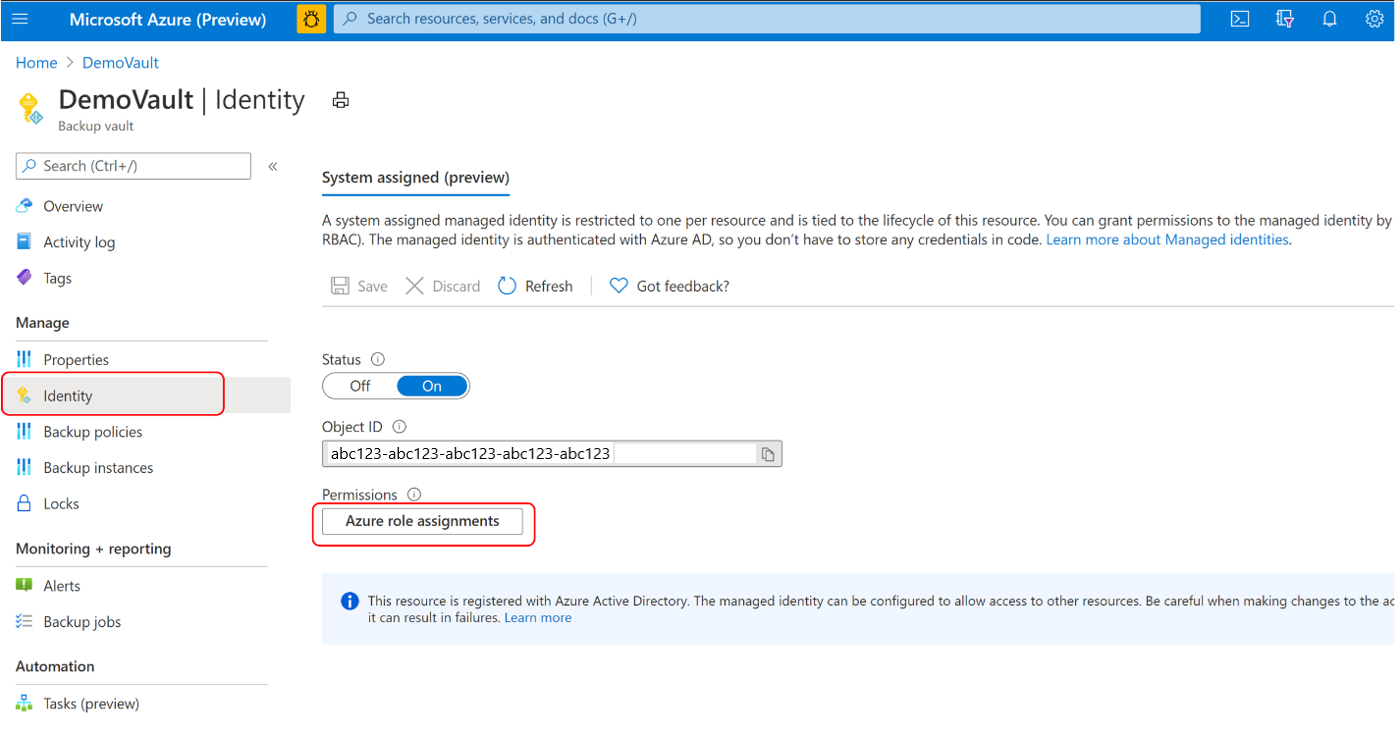 Microsoft Azure (Preview)
Search resources, services, and docs (G+/)
Home > DemoVault
DemoVault | Identity
Backup vault
Search (Ctrl+/)
«
Overview
Activity log
Tags
Manage
Properties
Identity
Backup policies
Backup instances
Locks
Monitoring + reporting
Alerts
Backup jobs
Automation
Tasks (preview)
System assigned (preview)
A system assigned managed identity is restricted to one per resource and is tied to the lifecycle of this resource. You can grant permissions to the managed identity by
RBAC). The managed identity is authenticated with Azure AD, so you don’t have to store any credentials in code. Learn more about Managed identities.
Save Discard Refresh Got feedback?
Status
Off On
Object ID
abc123-abc123-abc123-abc123-abc123
Permissions
Azure role assignments
This resource is registered with Azure Active Directory. The managed identity can be configured to allow access to other resources. Be careful when making changes to the ac
it can result in failures. Learn more